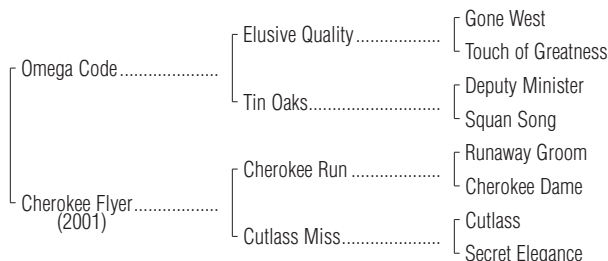 Gone West
Elusive Quality....................
Touch of Greatness
Omega Code.......................
Deputy Minister
Tin Oaks................................
Squan Song
Runaway Groom
Cherokee Run .....................
Cherokee Dame
Cherokee Flyer....................
(2001)
Cutlass
Cutlass Miss........................
Secret Elegance